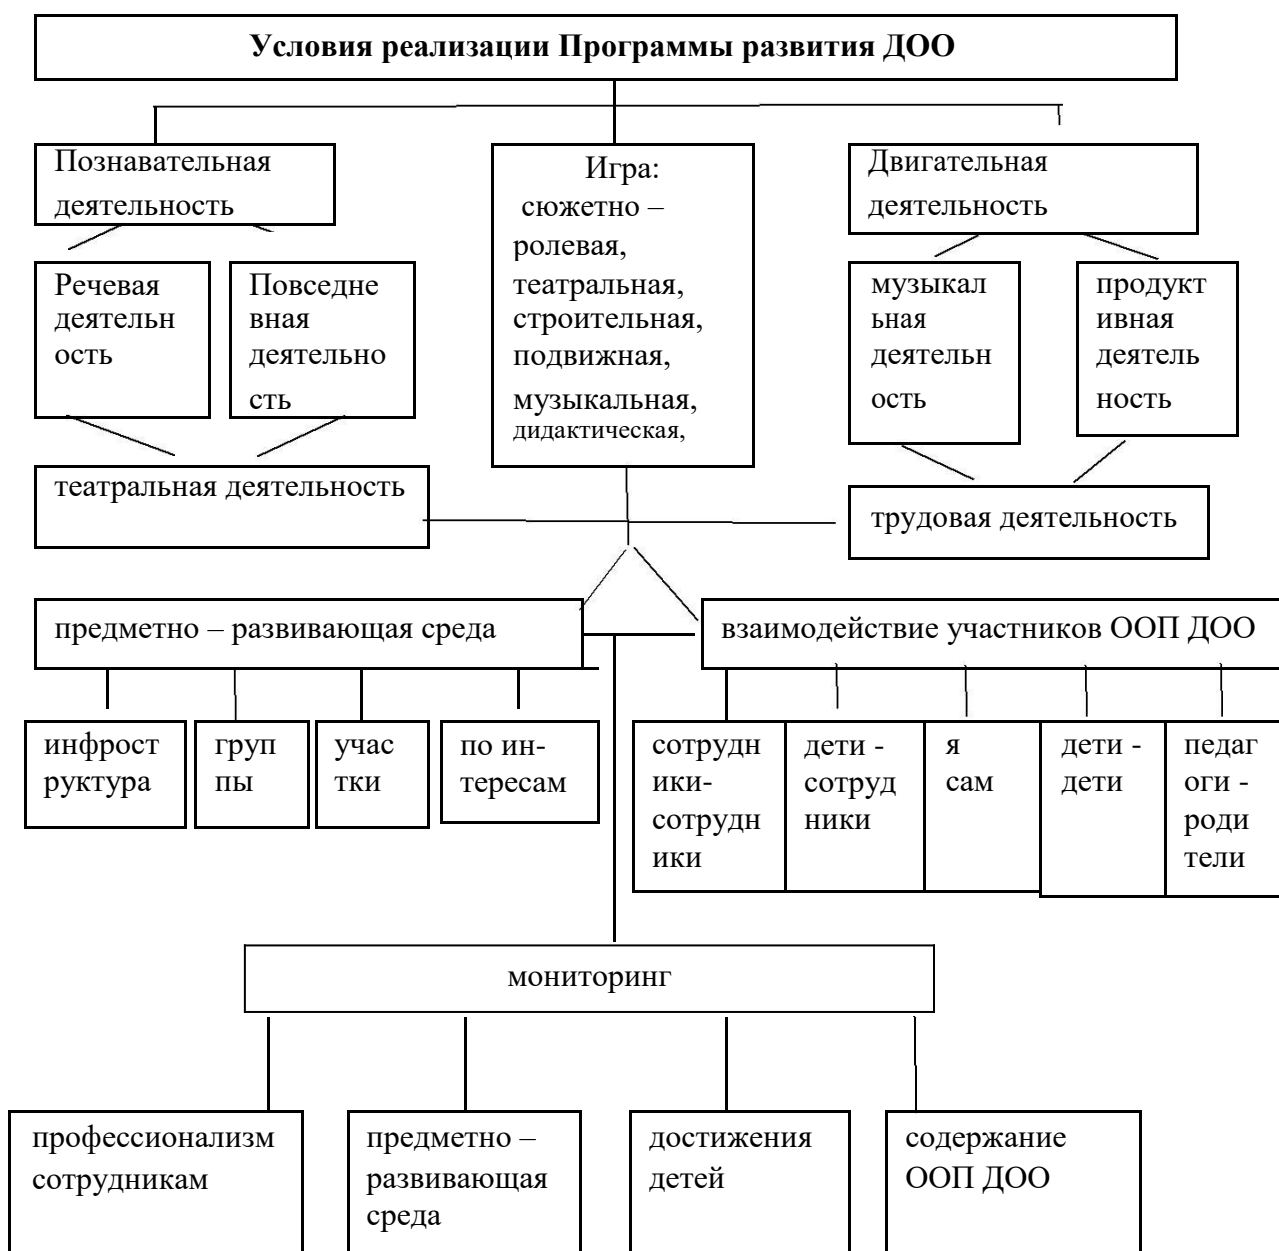 Условия реализации Программы развития ДОО
Познавательная
деятельность
Игра:
сюжетно –
ролевая,
театральная,
строительная,
подвижная,
музыкальная,
дидактическая,
Двигательная
деятельность
Речевая
деятельн
ость
Повседне
вная
деятельно
сть
музыкал
ьная
деятельн
ость
продукт
ивная
деятель
ность
театральная деятельность
трудовая деятельность
предметно – развивающая среда
взаимодействие участников ООП ДОО
инфрост
руктура
груп
пы
учас
тки
по ин-
тересам
сотрудн
ики-
сотрудн
ики
дети -
сотруд
ники
я
сам
дети -
дети
педаг
оги -
роди
тели
мониторинг
профессионализм
сотрудникам
предметно –
развивающая
среда
достижения
детей
содержание
ООП ДОО